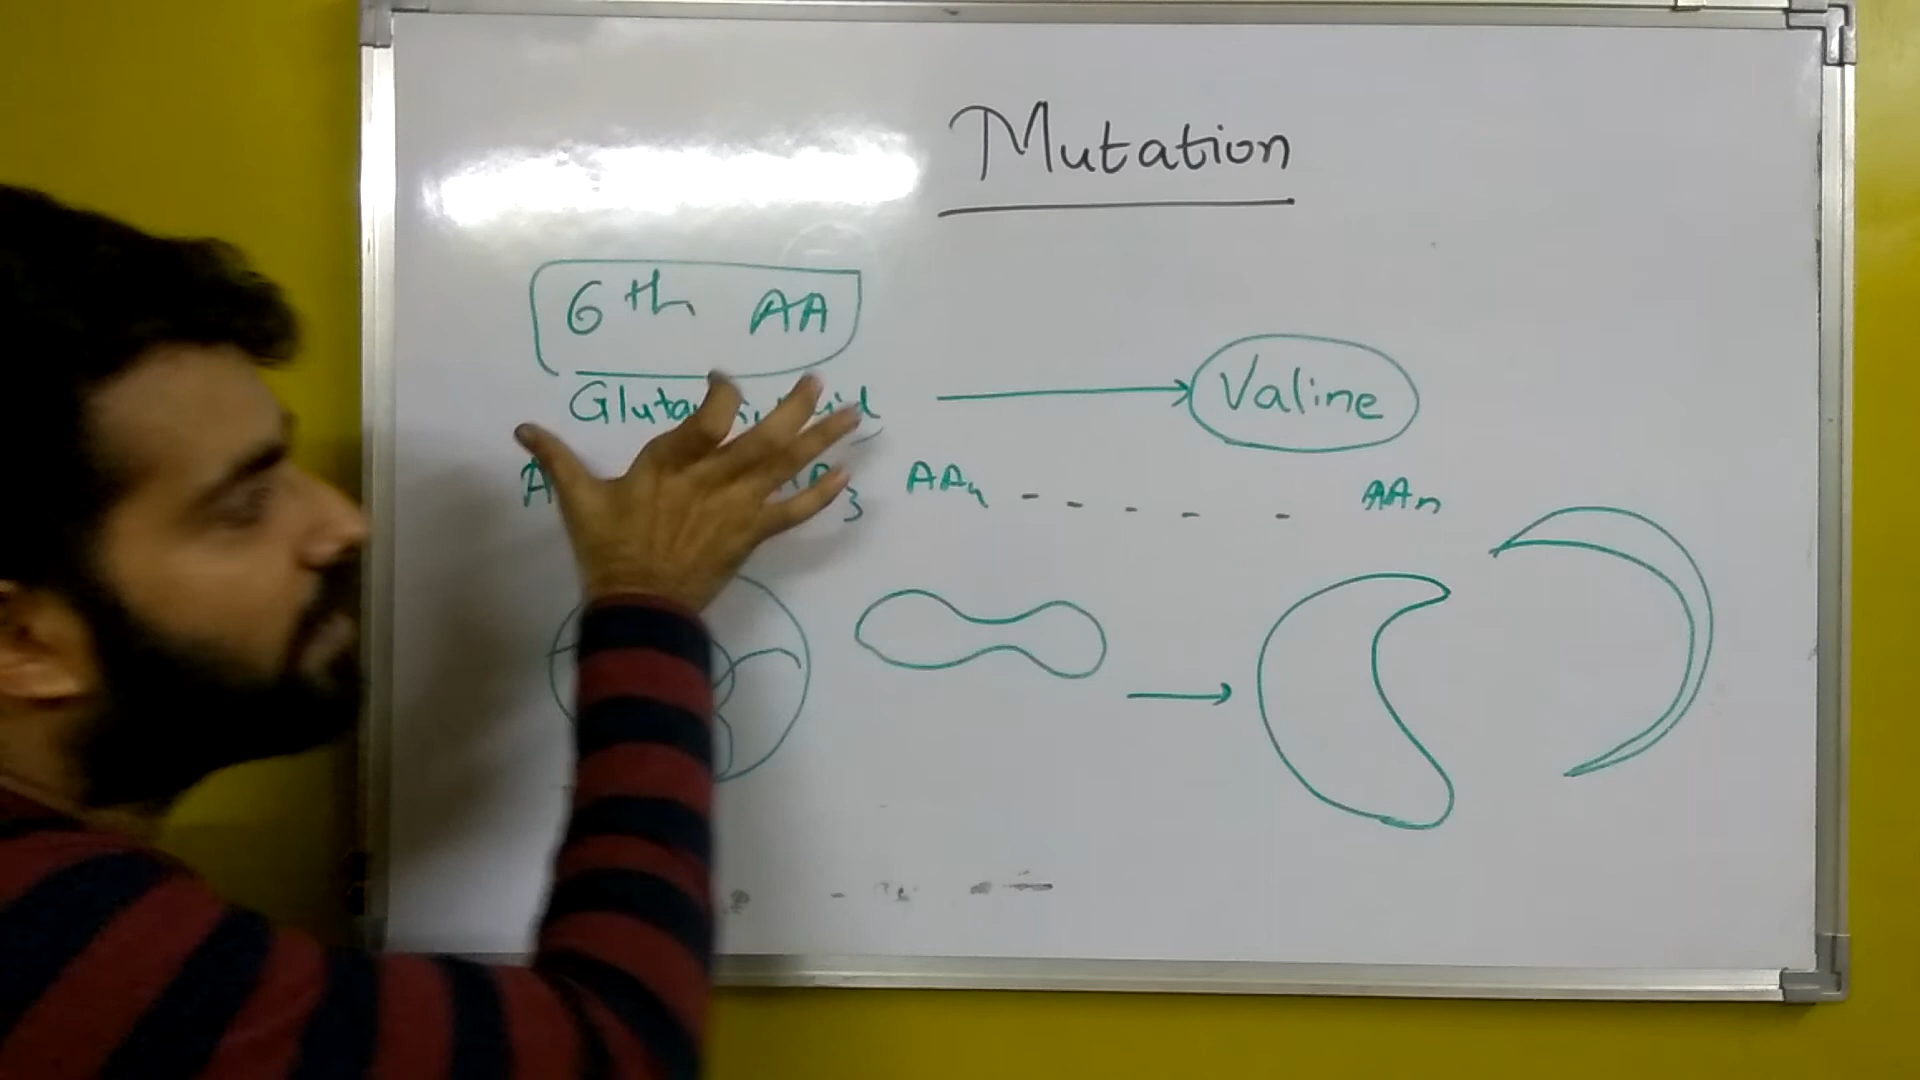 Mutation
6th AA
Valine
AA4 - - - - - AAn